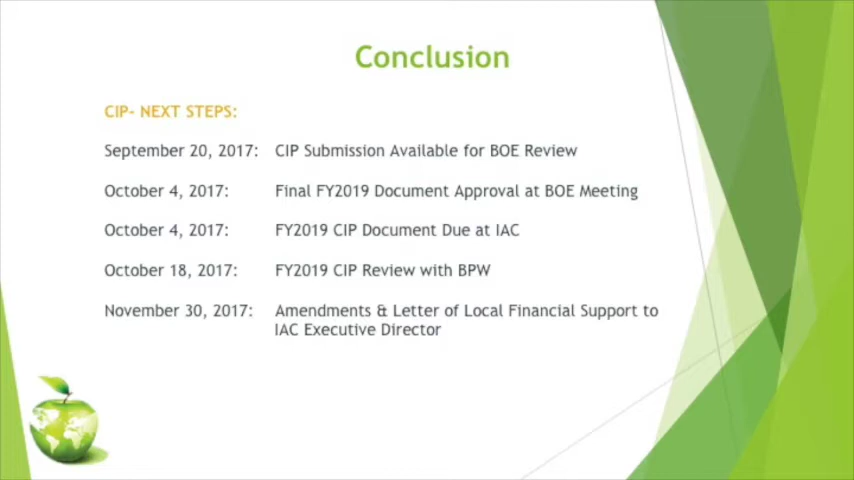 Conclusion
CIP- NEXT STEPS:
September 20, 2017: CIP Submission Available for BOE Review
October 4, 2017: Final FY2019 Document Approval at BOE Meeting
October 4, 2017: FY2019 CIP Document Due at IAC
October 18, 2017: FY2019 CIP Review with BPW
November 30, 2017: Amendments & Letter of Local Financial Support to
IAC Executive Director